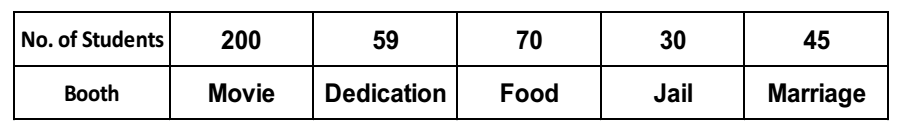 No. of Students 200 59 70 30 45
Booth Movie Dedication Food Jail Marriage